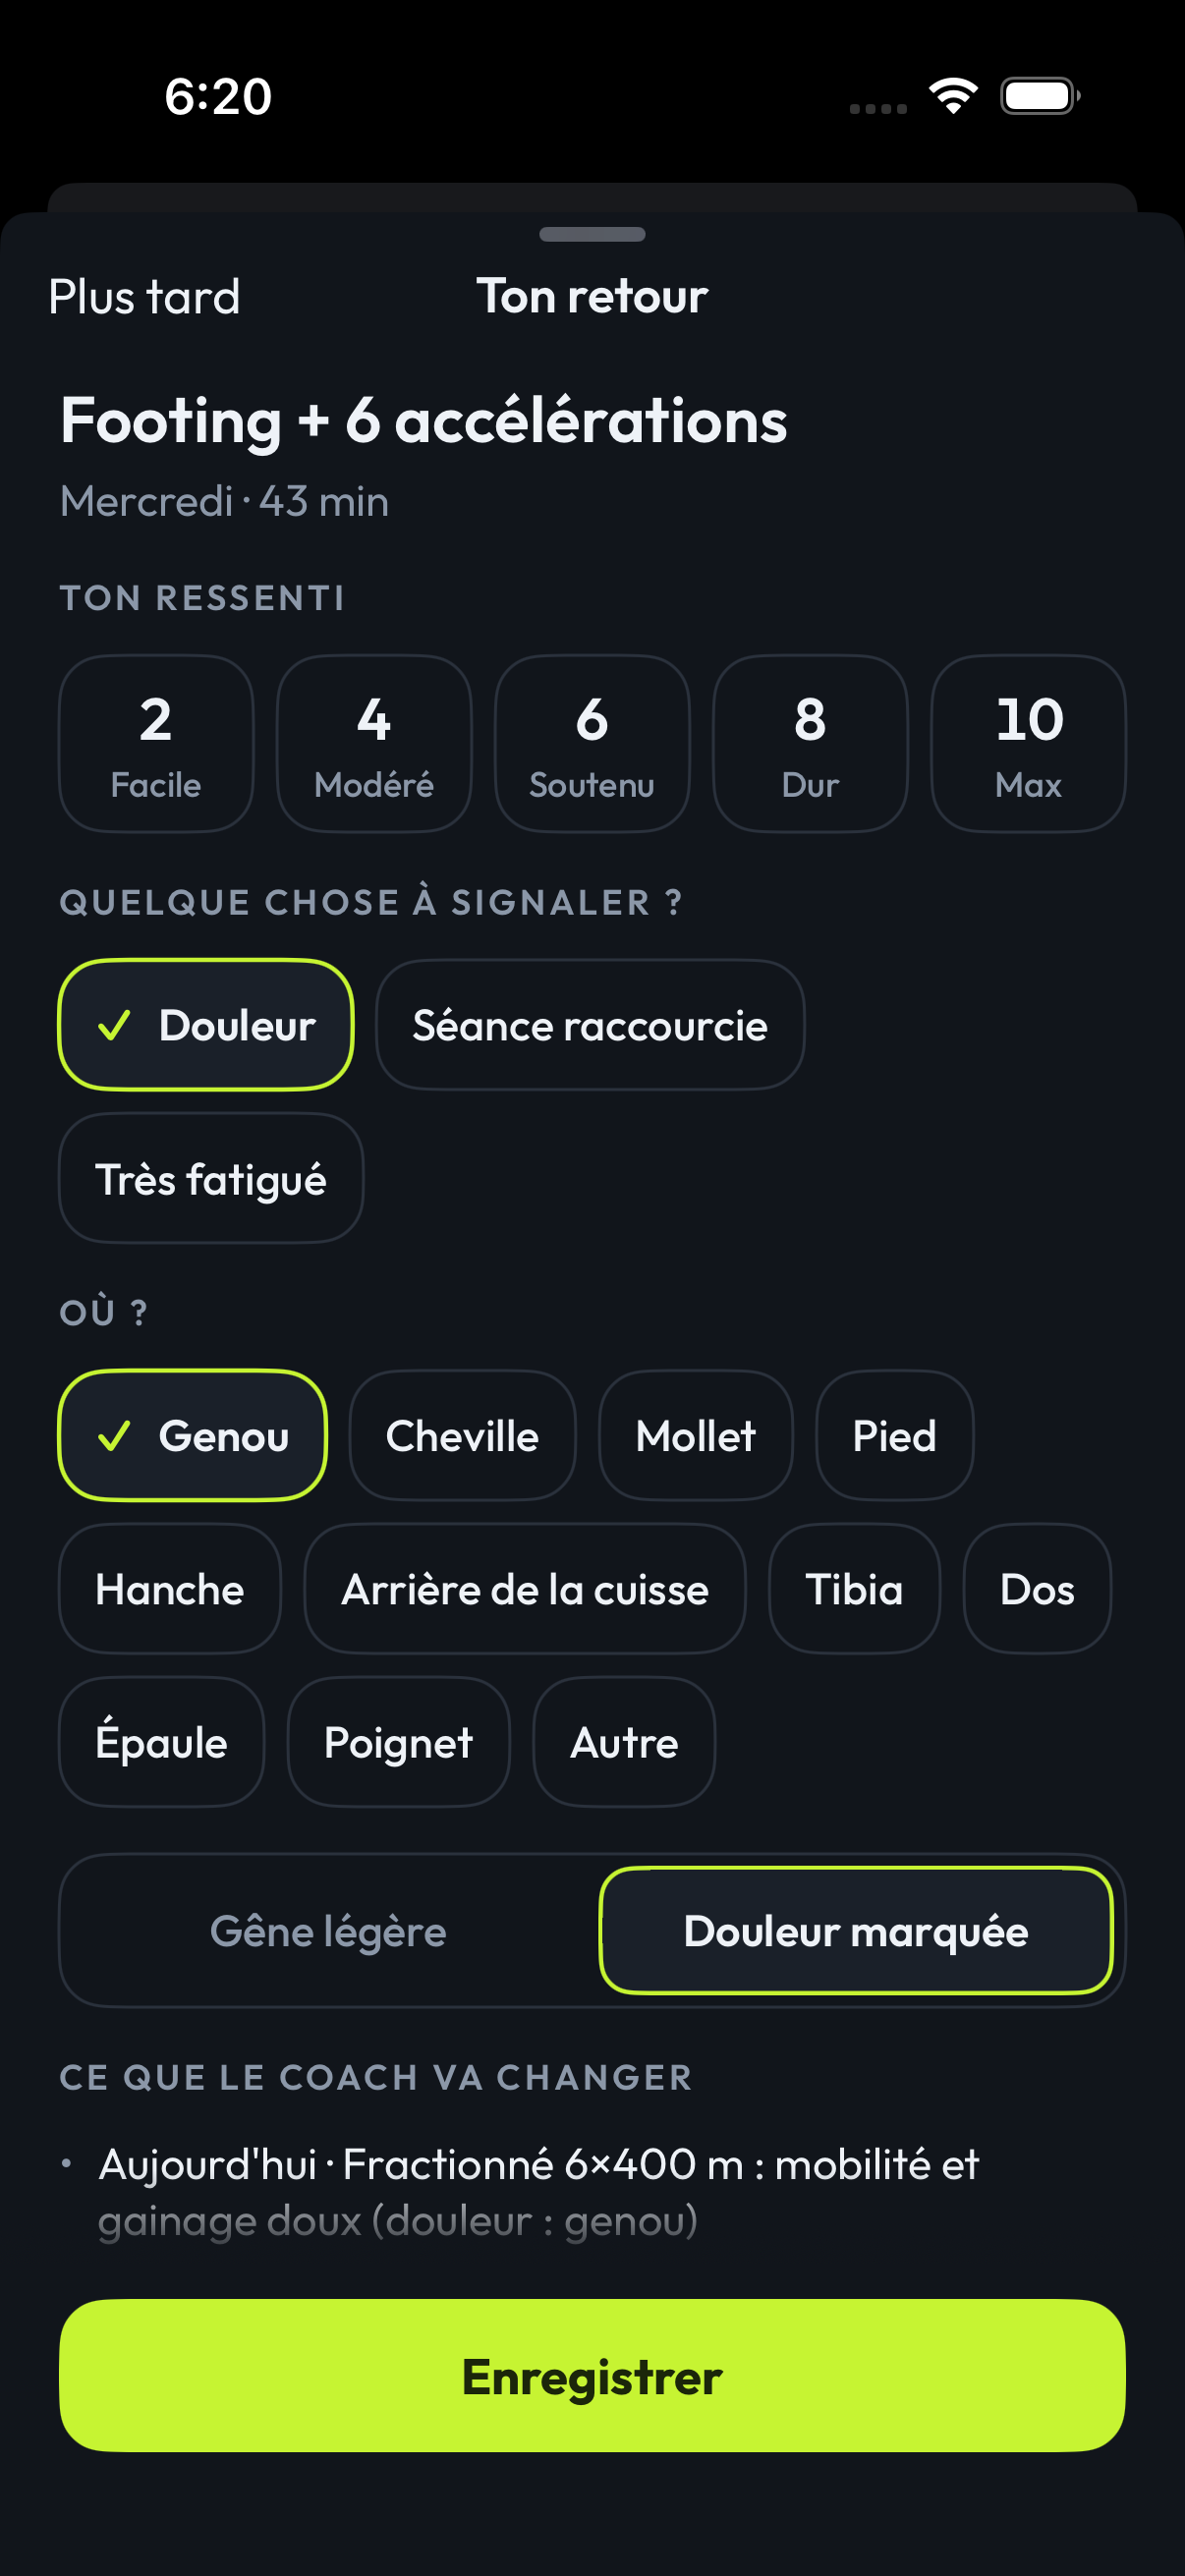 6:20
Plus tard
Ton retour
Footing + 6 accélérations
Mercredi · 43 min
TON RESSENTI
2
4
6
8
10
Facile
Modéré
Soutenu
Dur
Max
QUELQUE CHOSE À SIGNALER ?
Douleur
Séance raccourcie
Très fatigué
OÙ ?
Genou
Cheville
Mollet
Pied
Hanche
Arrière de la cuisse
Tibia
Dos
Épaule
Poignet
Autre
Gêne légère
Douleur marquée
CE QUE LE COACH VA CHANGER
• Aujourd'hui · Fractionné 6×400 m : mobilité et
gainage doux (douleur : genou)
Enregistrer